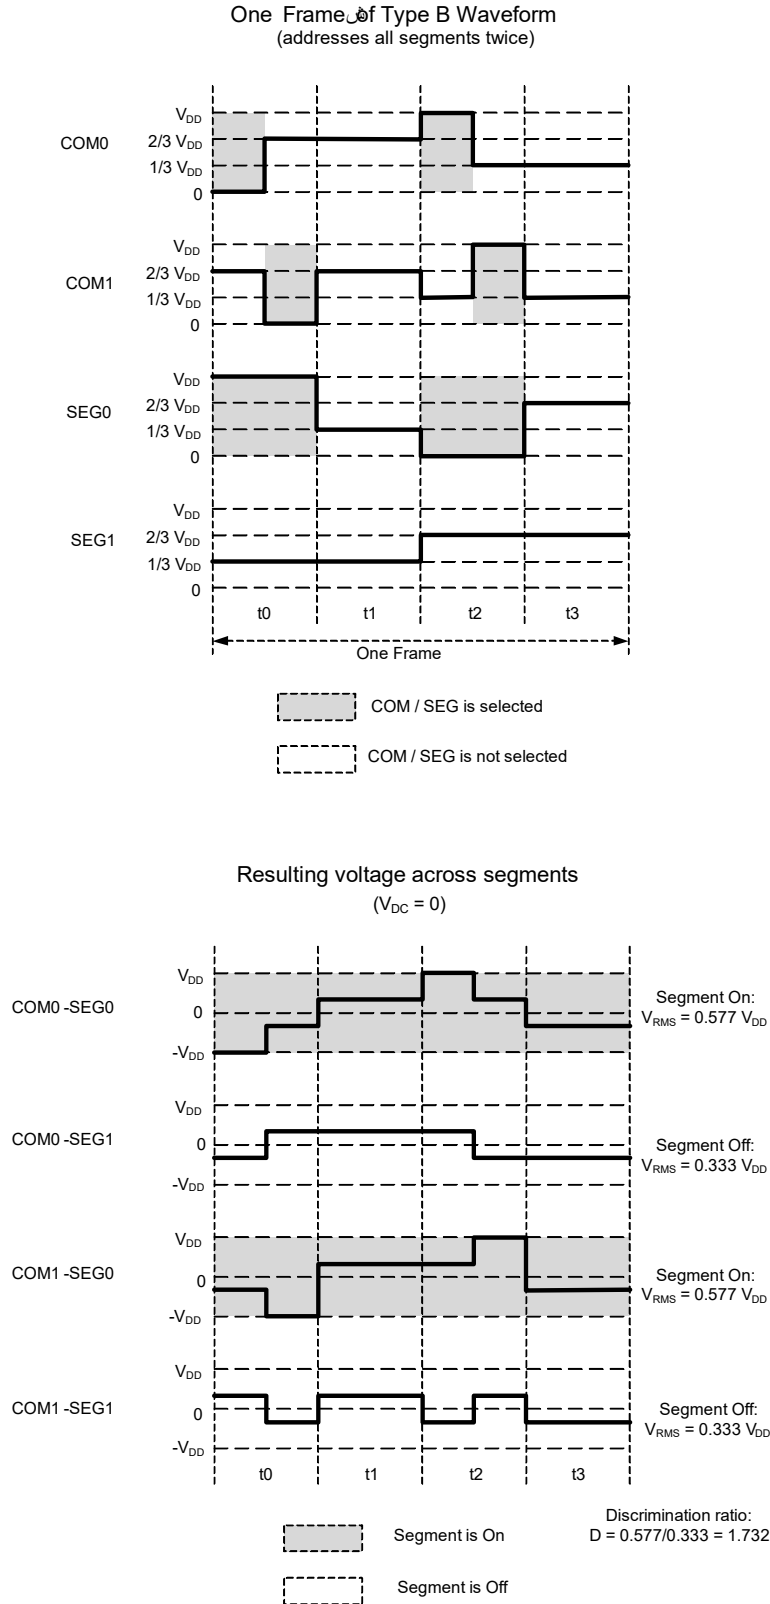 One Frame of Type B Waveform
(addresses all segments twice)
COM0
VDD
2/3 VDD
1/3 VDD
0
COM1
VDD
2/3 VDD
1/3 VDD
0
SEG0
VDD
2/3 VDD
1/3 VDD
0
SEG1
VDD
2/3 VDD
1/3 VDD
0
t0 t1 t2 t3
One Frame
COM / SEG is selected
COM / SEG is not selected
Resulting voltage across segments
(VDC = 0)
COM0 -SEG0
VDD
0
-VDD
Segment On:
VRMS = 0.577 VDD
COM0 -SEG1
VDD
0
-VDD
Segment Off:
VRMS = 0.333 VDD
COM1 -SEG0
VDD
0
-VDD
Segment On:
VRMS = 0.577 VDD
COM1 -SEG1
VDD
0
-VDD
Segment Off:
VRMS = 0.333 VDD
t0 t1 t2 t3
Segment is On
Segment is Off
Discrimination ratio:
D = 0.577/0.333 = 1.732